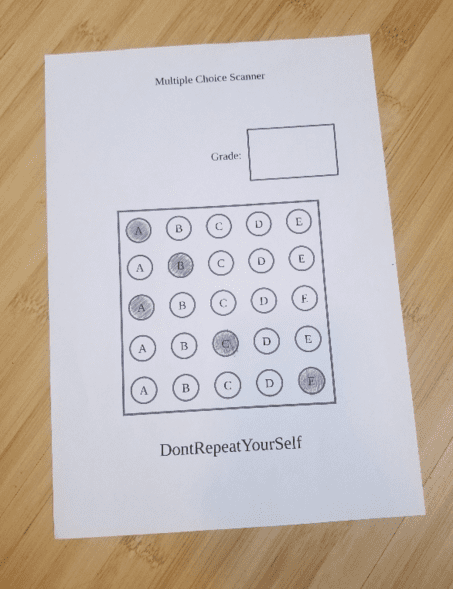 Multiple Choice Scanner
Grade:
A B C D E
A B C D E
A B C D E
A B C D E
A B C D E
DontRepeatYourSelf